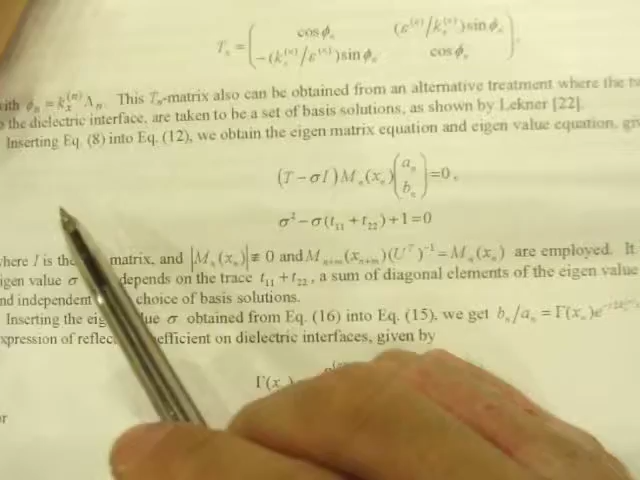 T_n = ( cos ϕ_n (ε^(n)/k_x^(n)) sin ϕ_n
−(k_x^(n)/ε^(n)) sin ϕ_n cos ϕ_n ),
with ϕ_n = k_x^(n) Λ_n. This T_n-matrix also can be obtained from an alternative treatment where the
the dielectric interface, are taken to be a set of basis solutions, as shown by Lekner [22].
Inserting Eq. (8) into Eq. (12), we obtain the eigen matrix equation and eigen value equation,
(T − σI) M_n(x_n) (a_n b_n) = 0,
σ² − σ(t_11 + t_22) + 1 = 0
where I is the matrix, and |M_n(x_n)| ≢ 0 and M_{n+m}(x_{n+m})(U^T)^{-1} = M_n(x_n) are employed. It
eigen value σ depends on the trace t_11 + t_22, a sum of diagonal elements of the eigen value
and independent choice of basis solutions.
Inserting the σ obtained from Eq. (16) into Eq. (15), we get b_n/a_n = Γ(x_n)
expression of on dielectric interfaces, given by
Γ(x_n)